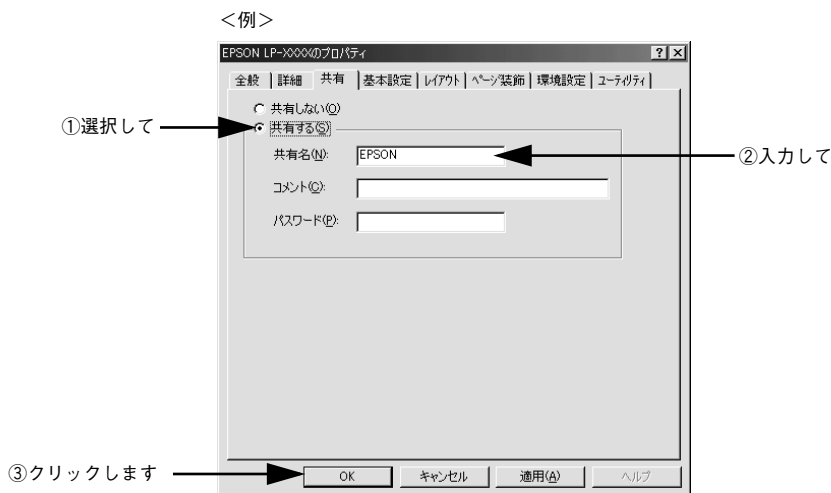 ＜例＞
EPSON LP-XXXXのプロパティ
全般 詳細 共有 基本設定 レイアウト ページ装飾 環境設定 ユーティリティ
共有しない(O)
①選択して
共有する(S)
共有名(N): EPSON
②入力して
コメント(C):
パスワード(P):
③クリックします
OK キャンセル 適用(A) ヘルプ